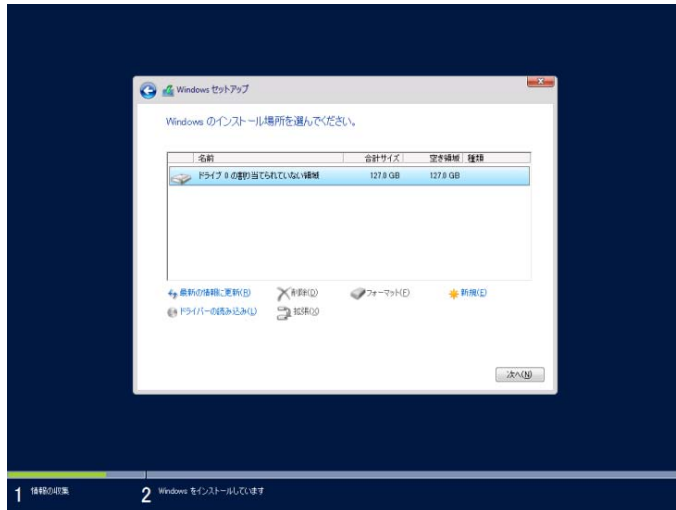 Windows セットアップ
Windows のインストール場所を選んでください。
名前 合計サイズ 空き領域 種類
ドライブ 0 の割り当てられていない領域 127.0 GB 127.0 GB
最新の情報に更新(R) 削除(D) フォーマット(F) 新規(E)
ドライバーの読み込み(L) 拡張(X)
次へ(N)
1 情報の収集 2 Windows をインストールしています